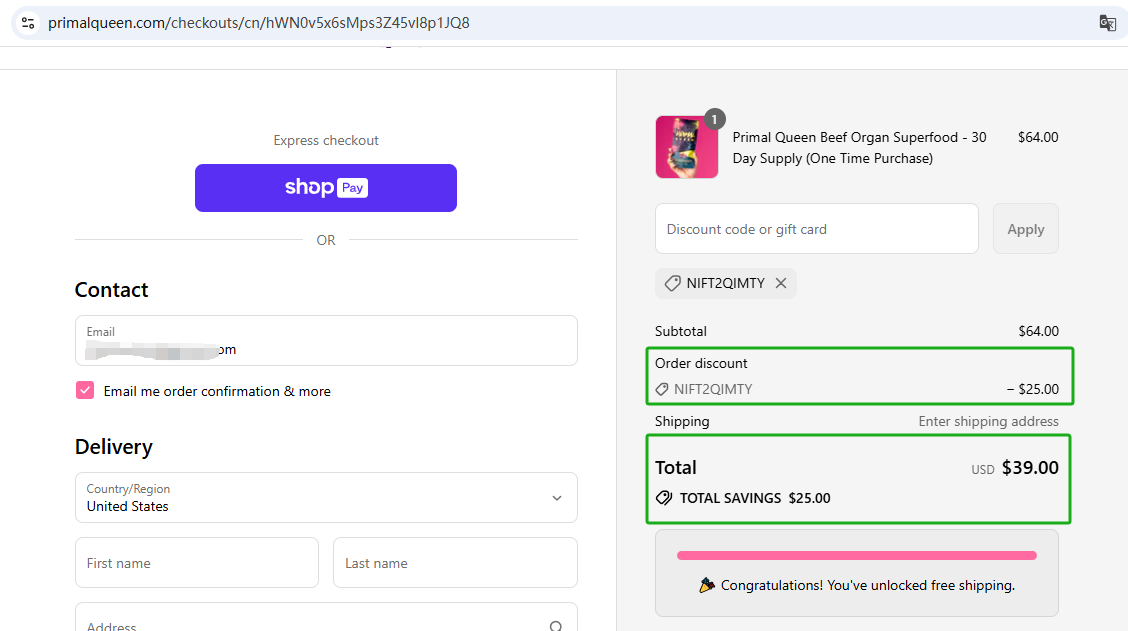 primalqueen.com/checkouts/cn/hWN0v5x6sMps3Z45vl8p1JQ8
Express checkout
shop Pay
OR
Contact
Email
om
Email me order confirmation & more
Delivery
Country/Region
United States
First name
Last name
Address
1
Primal Queen Beef Organ Superfood - 30 $64.00
Day Supply (One Time Purchase)
Discount code or gift card Apply
NIFT2QIMTY
Subtotal $64.00
Order discount
NIFT2QIMTY – $25.00
Shipping Enter shipping address
Total USD $39.00
TOTAL SAVINGS $25.00
Congratulations! You've unlocked free shipping.